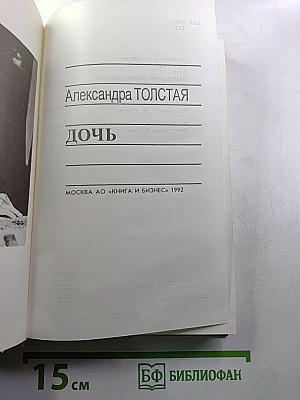 Александра ТОЛСТАЯ
ДОЧЬ
МОСКВА АО «КНИГА И БИЗНЕС» 1992
15 см
БФ БИБЛИОФАН